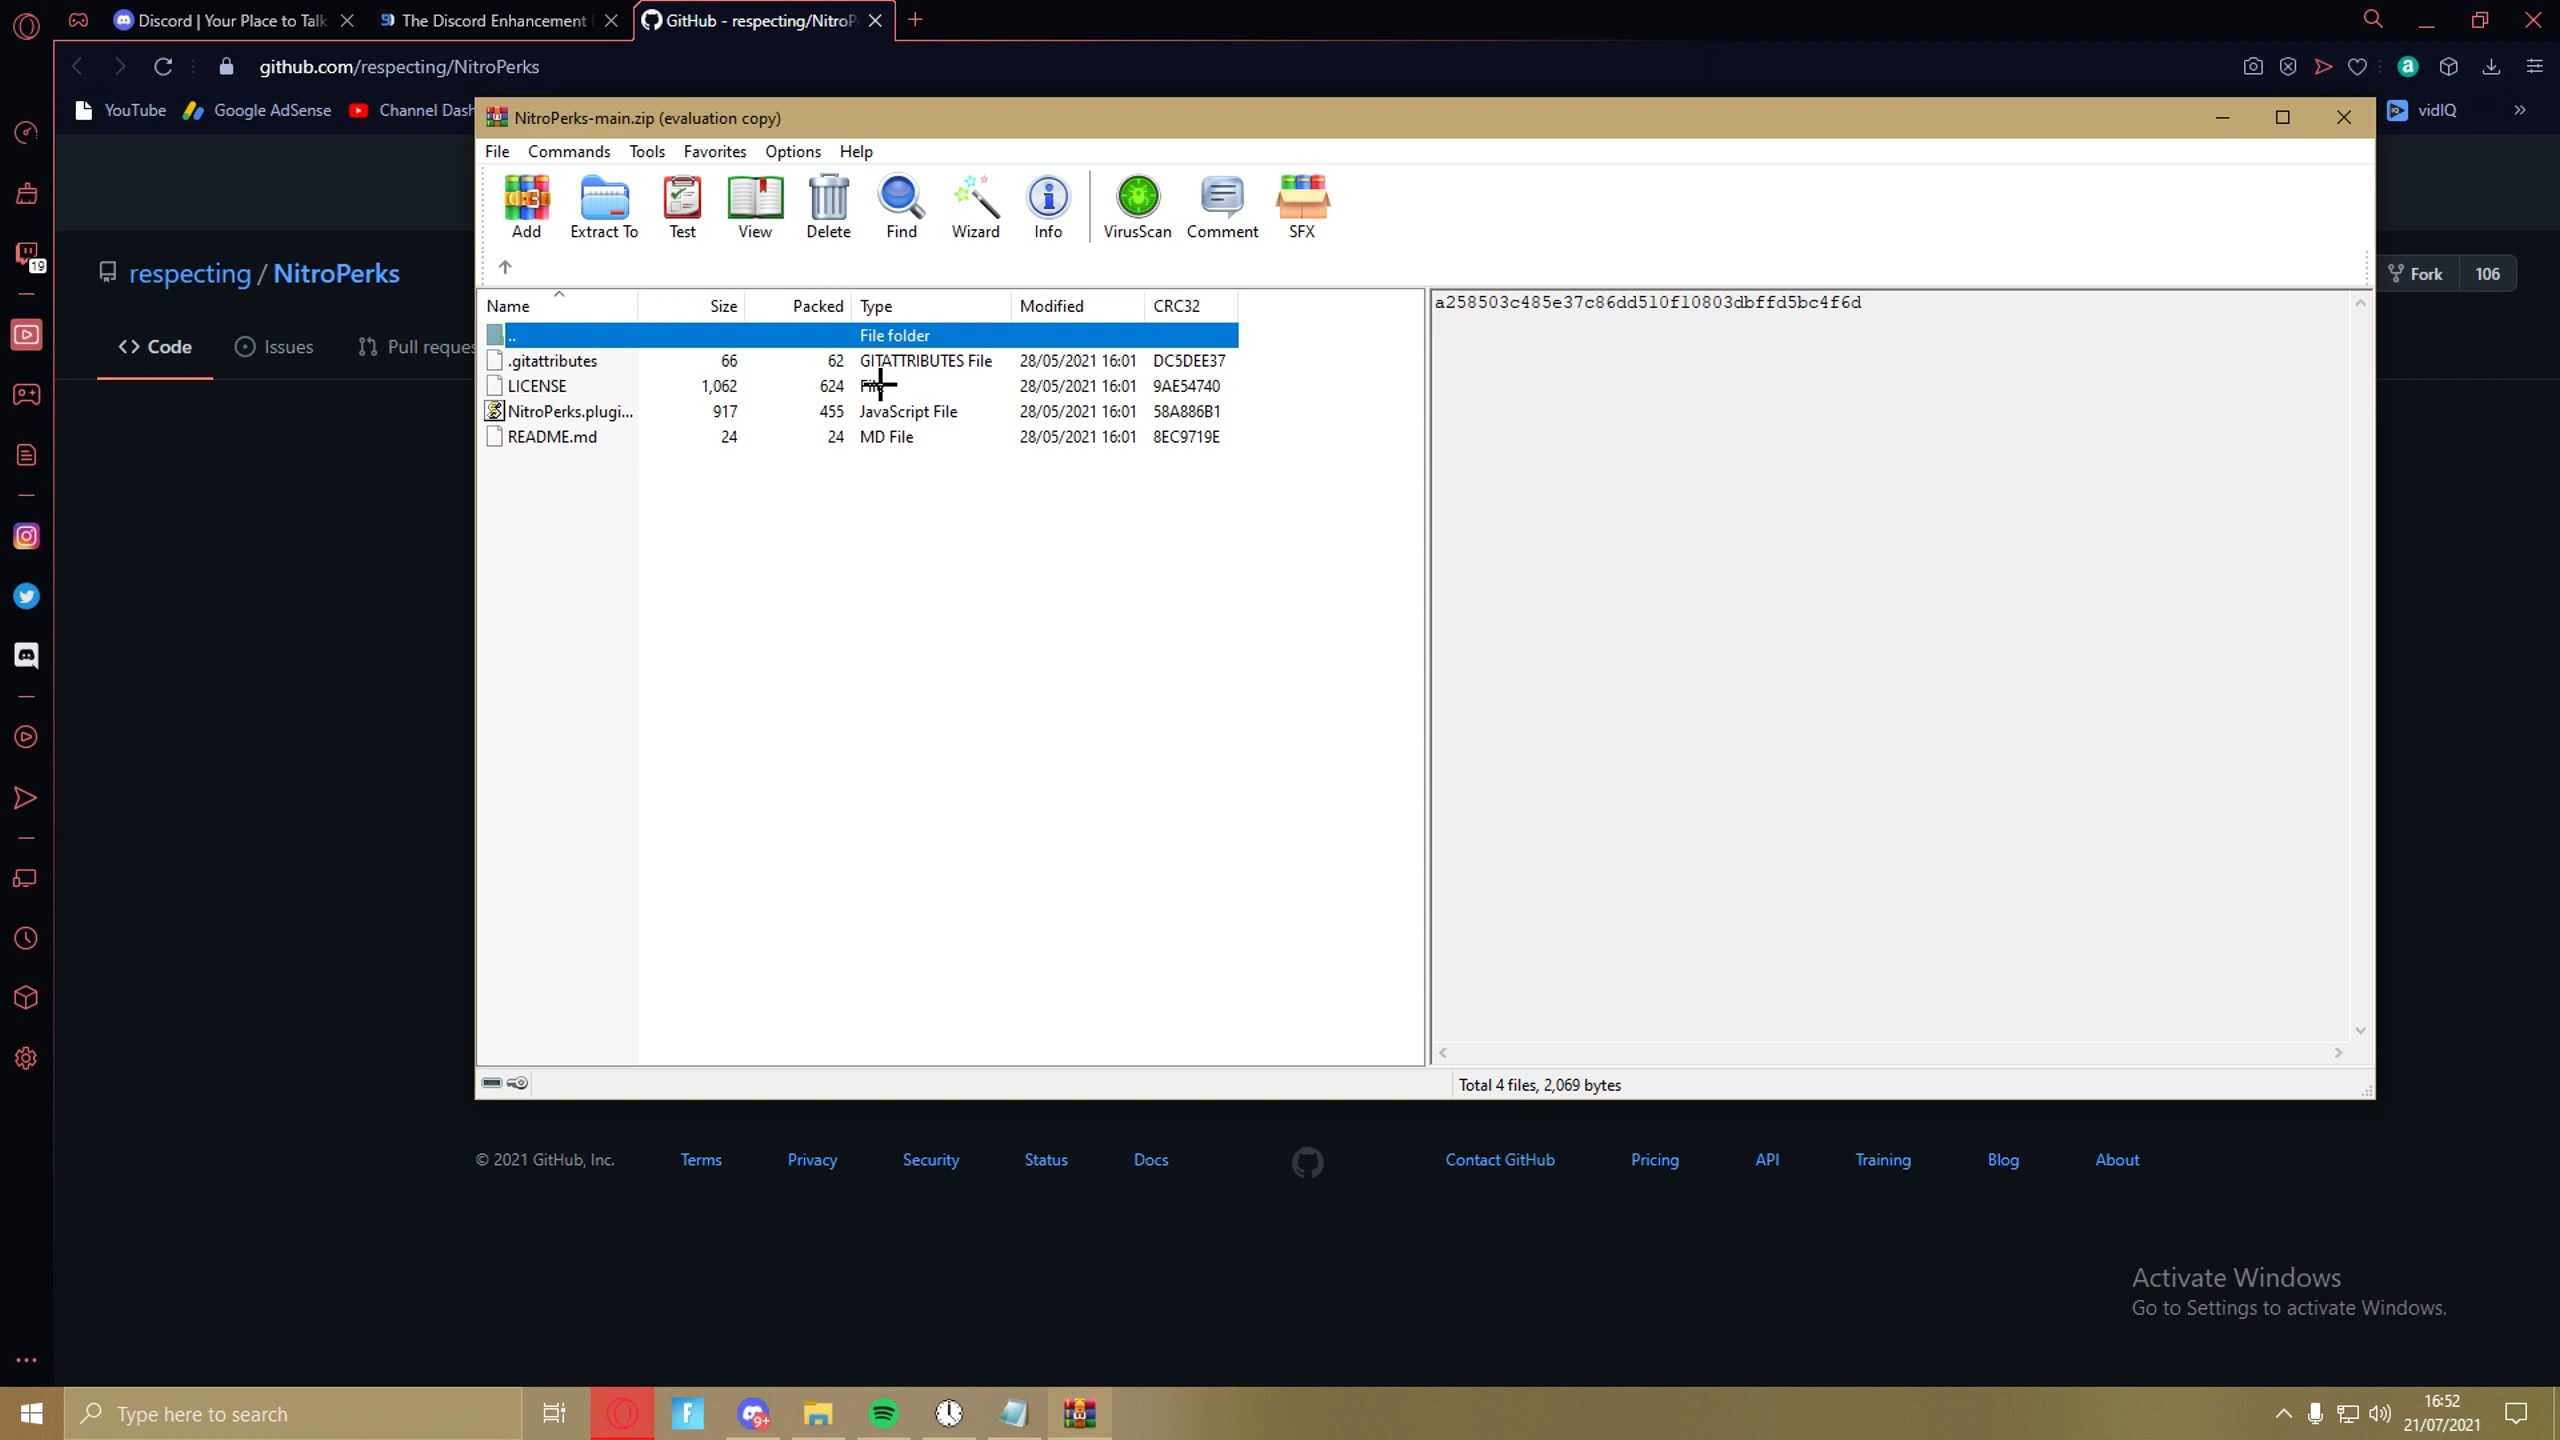 Discord | Your Place to Talk
The Discord Enhancement
GitHub - respecting/NitroP
github.com/respecting/NitroPerks
YouTube Google AdSense Channel Dash vidIQ
NitroPerks-main.zip (evaluation copy)
File Commands Tools Favorites Options Help
Add Extract To Test View Delete Find Wizard Info VirusScan Comment SFX
19
respecting / NitroPerks
Fork 106
Code Issues Pull reques
Name Size Packed Type Modified CRC32
a258503c485e37c86dd510f10803dbffd5bc4f6d
.. File folder
.gitattributes 66 62 GITATTRIBUTES File 28/05/2021 16:01 DC5DEE37
LICENSE 1,062 624 File 28/05/2021 16:01 9AE54740
NitroPerks.plugi... 917 455 JavaScript File 28/05/2021 16:01 58A886B1
README.md 24 24 MD File 28/05/2021 16:01 8EC9719E
Total 4 files, 2,069 bytes
© 2021 GitHub, Inc. Terms Privacy Security Status Docs Contact GitHub Pricing API Training Blog About
Activate Windows
Go to Settings to activate Windows.
Type here to search
9+
16:52
21/07/2021